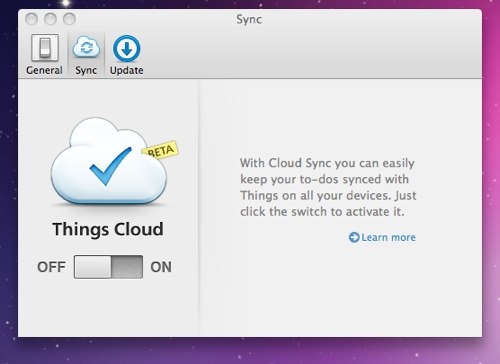 Sync
General
Sync
Update
BETA
With Cloud Sync you can easily
keep your to-dos synced with
Things on all your devices. Just
click the switch to activate it.
Learn more
Things Cloud
OFF
ON